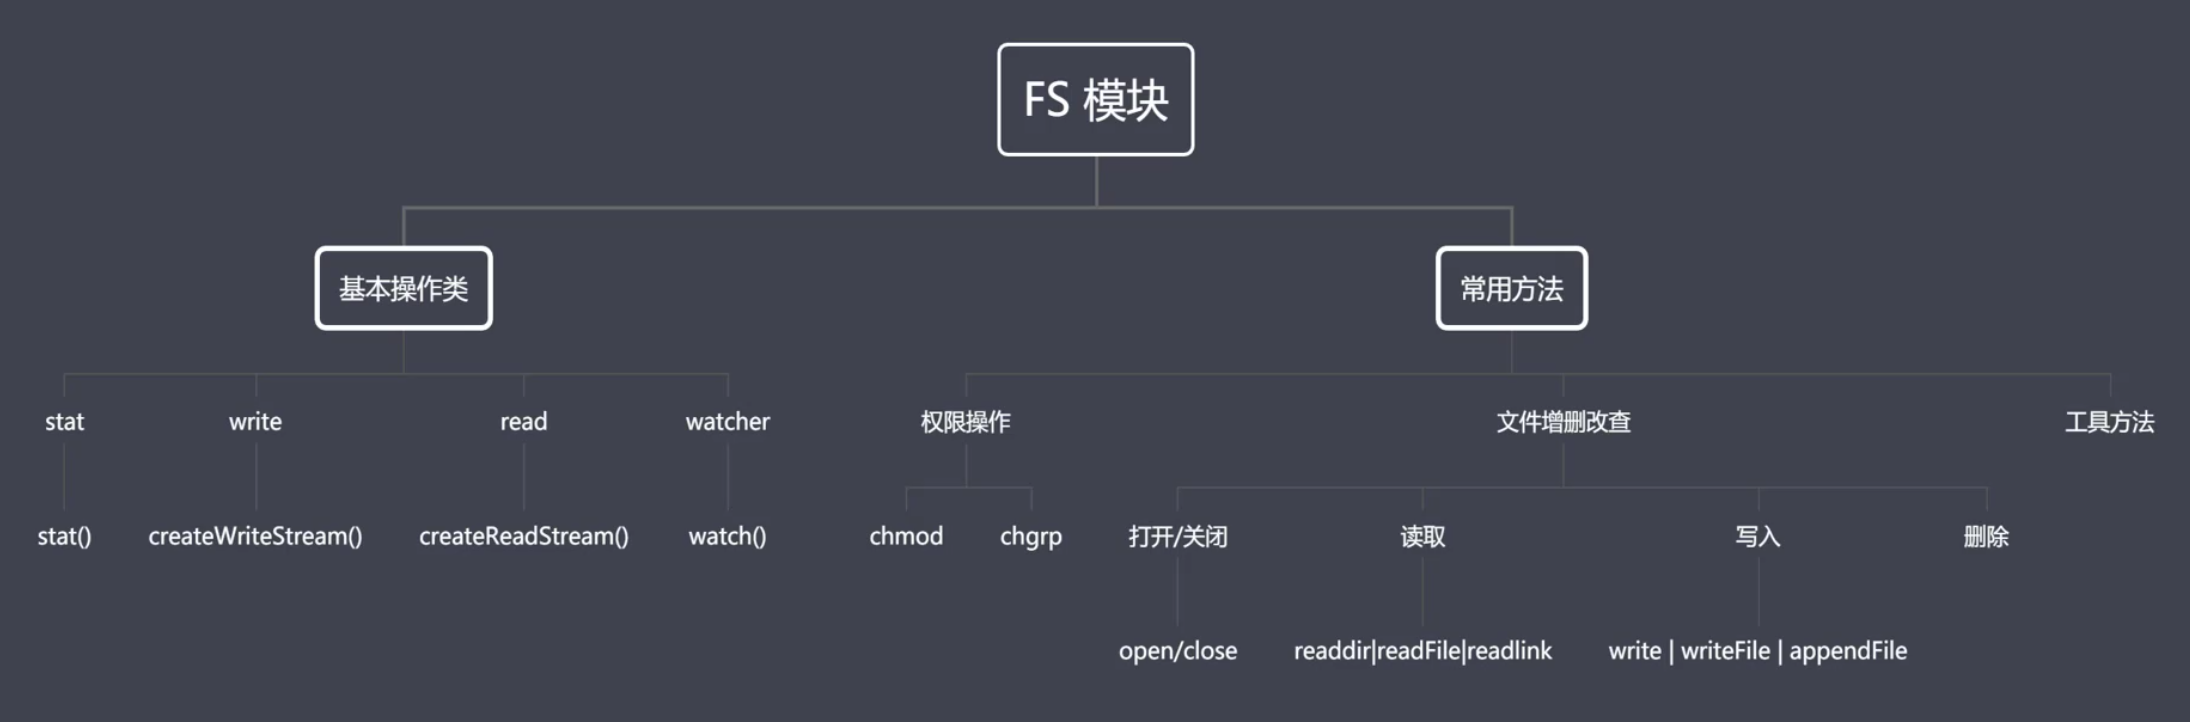 FS 模块
基本操作类
常用方法
stat
write
read
watcher
权限操作
文件增删改查
工具方法
stat()
createWriteStream()
createReadStream()
watch()
chmod
chgrp
打开/关闭
读取
写入
删除
open/close
readdir|readFile|readlink
write | writeFile | appendFile